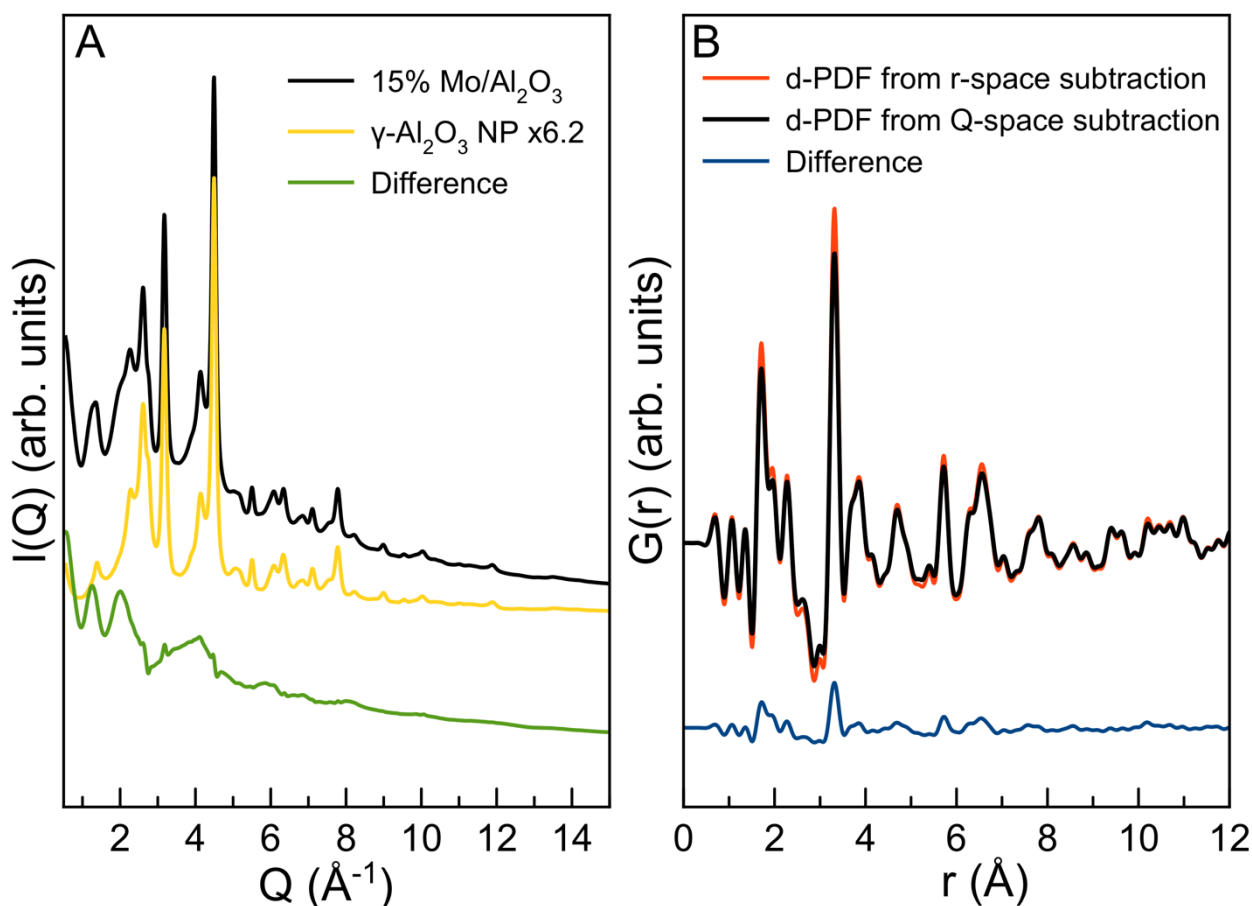 A
15% Mo/Al₂O₃
γ-Al₂O₃ NP x6.2
Difference
I(Q) (arb. units)
2 4 6 8 10 12 14
Q (Å⁻¹)
B
d-PDF from r-space subtraction
d-PDF from Q-space subtraction
Difference
G(r) (arb. units)
0 2 4 6 8 10 12
r (Å)